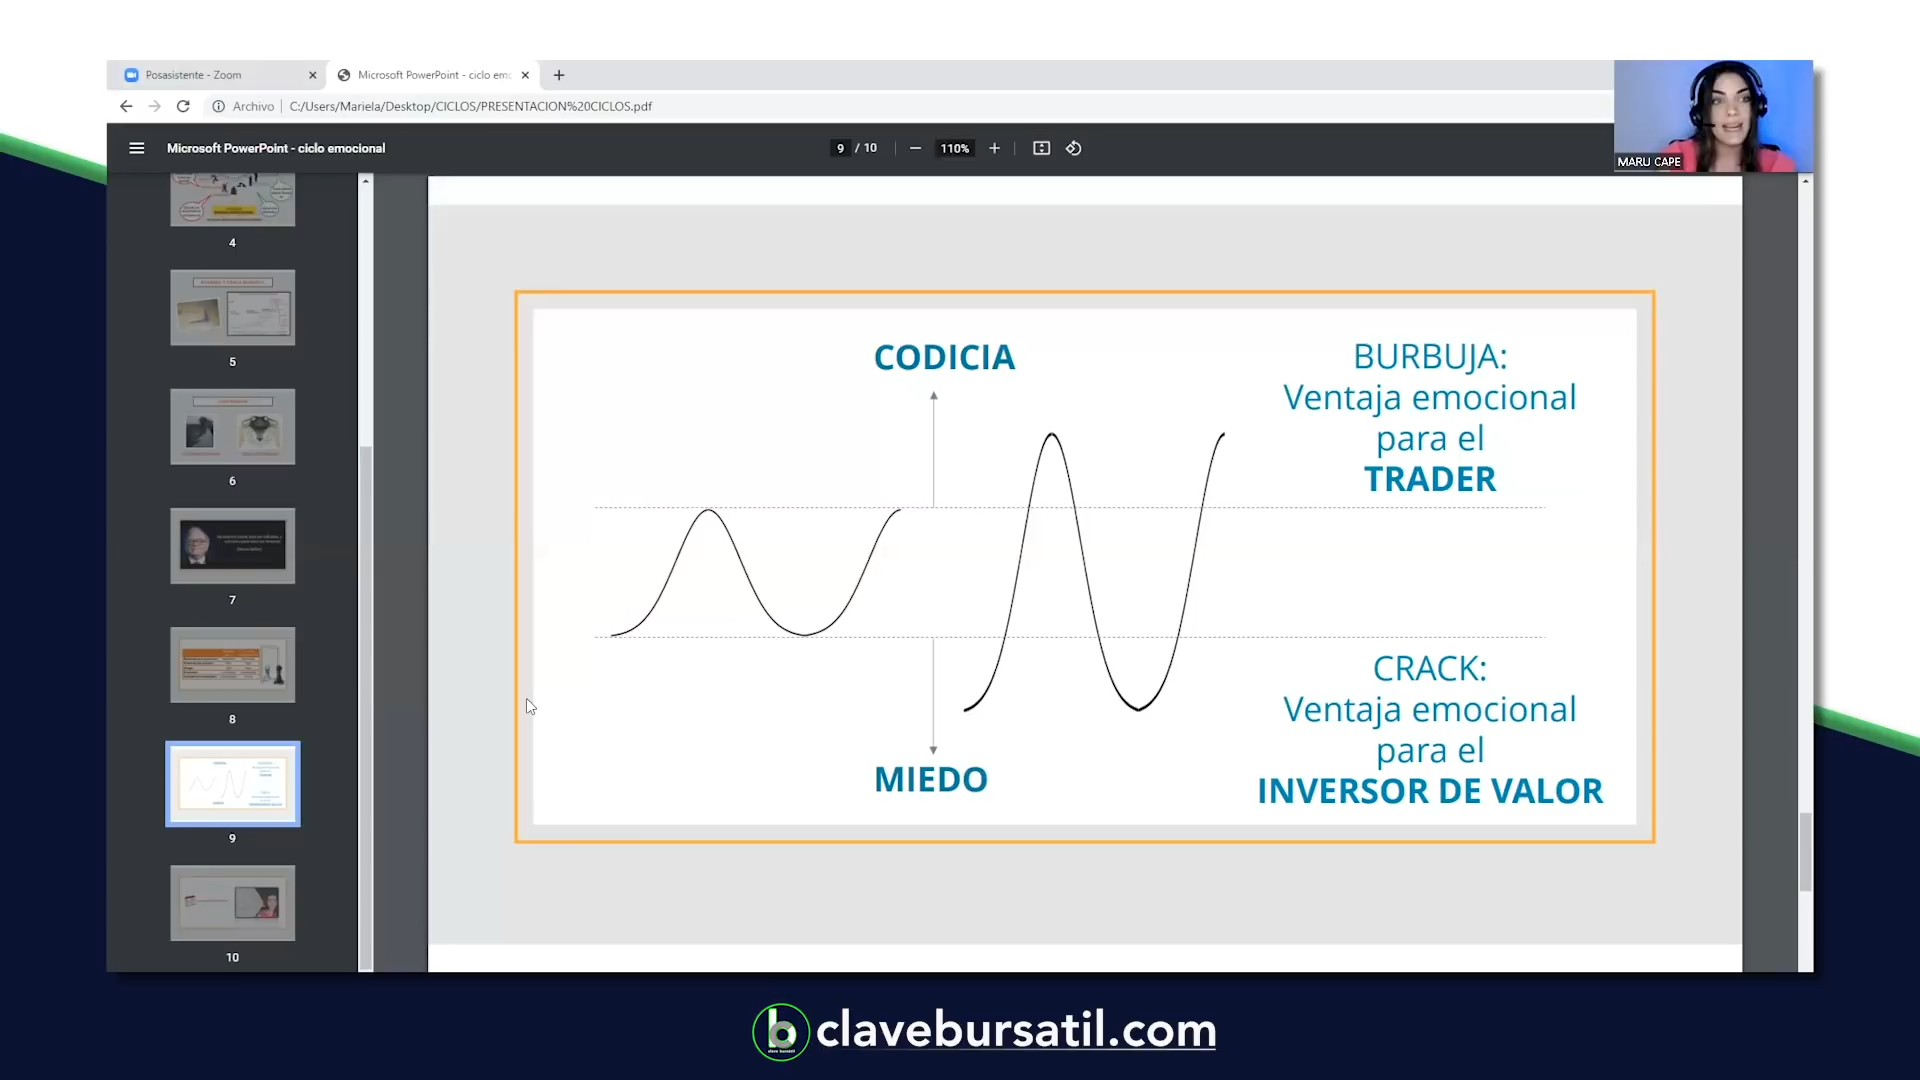 Posasistente - Zoom
Microsoft PowerPoint - ciclo emo
Archivo
C:/Users/Mariela/Desktop/CICLOS/PRESENTACION%20CICLOS.pdf
Microsoft PowerPoint - ciclo emocional
9 / 10
110%
MARU CAPE
4
5
6
7
8
9
10
CODICIA
BURBUJA:
Ventaja emocional
para el
TRADER
MIEDO
CRACK:
Ventaja emocional
para el
INVERSOR DE VALOR
clavebursatil.com